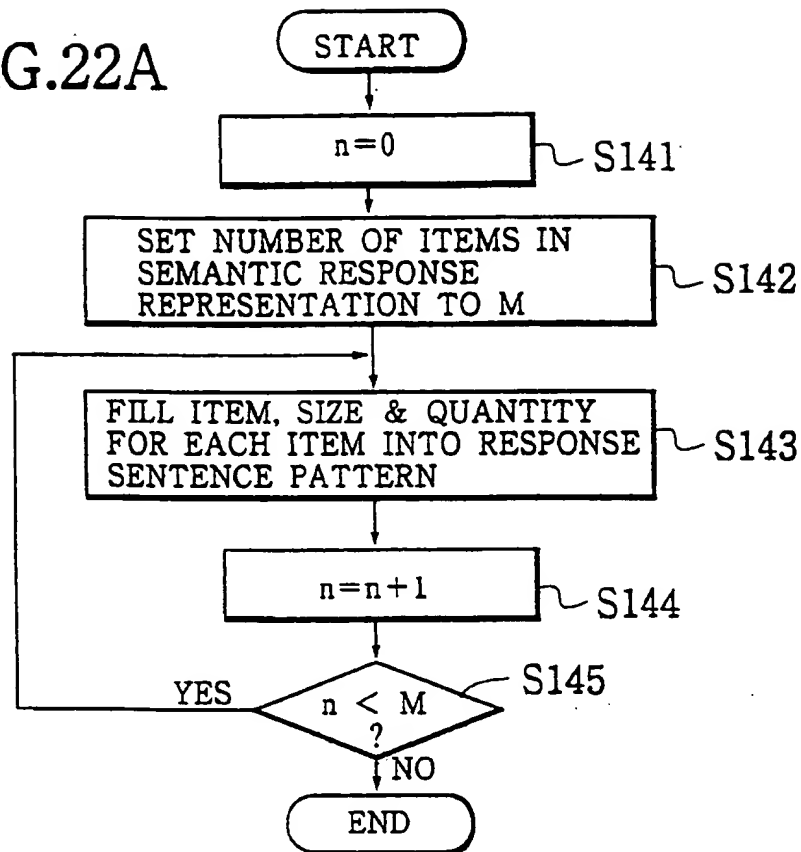 G.22A
START
n=0
S141
SET NUMBER OF ITEMS IN
SEMANTIC RESPONSE
REPRESENTATION TO M
S142
FILL ITEM, SIZE & QUANTITY
FOR EACH ITEM INTO RESPONSE
SENTENCE PATTERN
S143
n=n+1
S144
n < M
?
S145
YES
NO
END